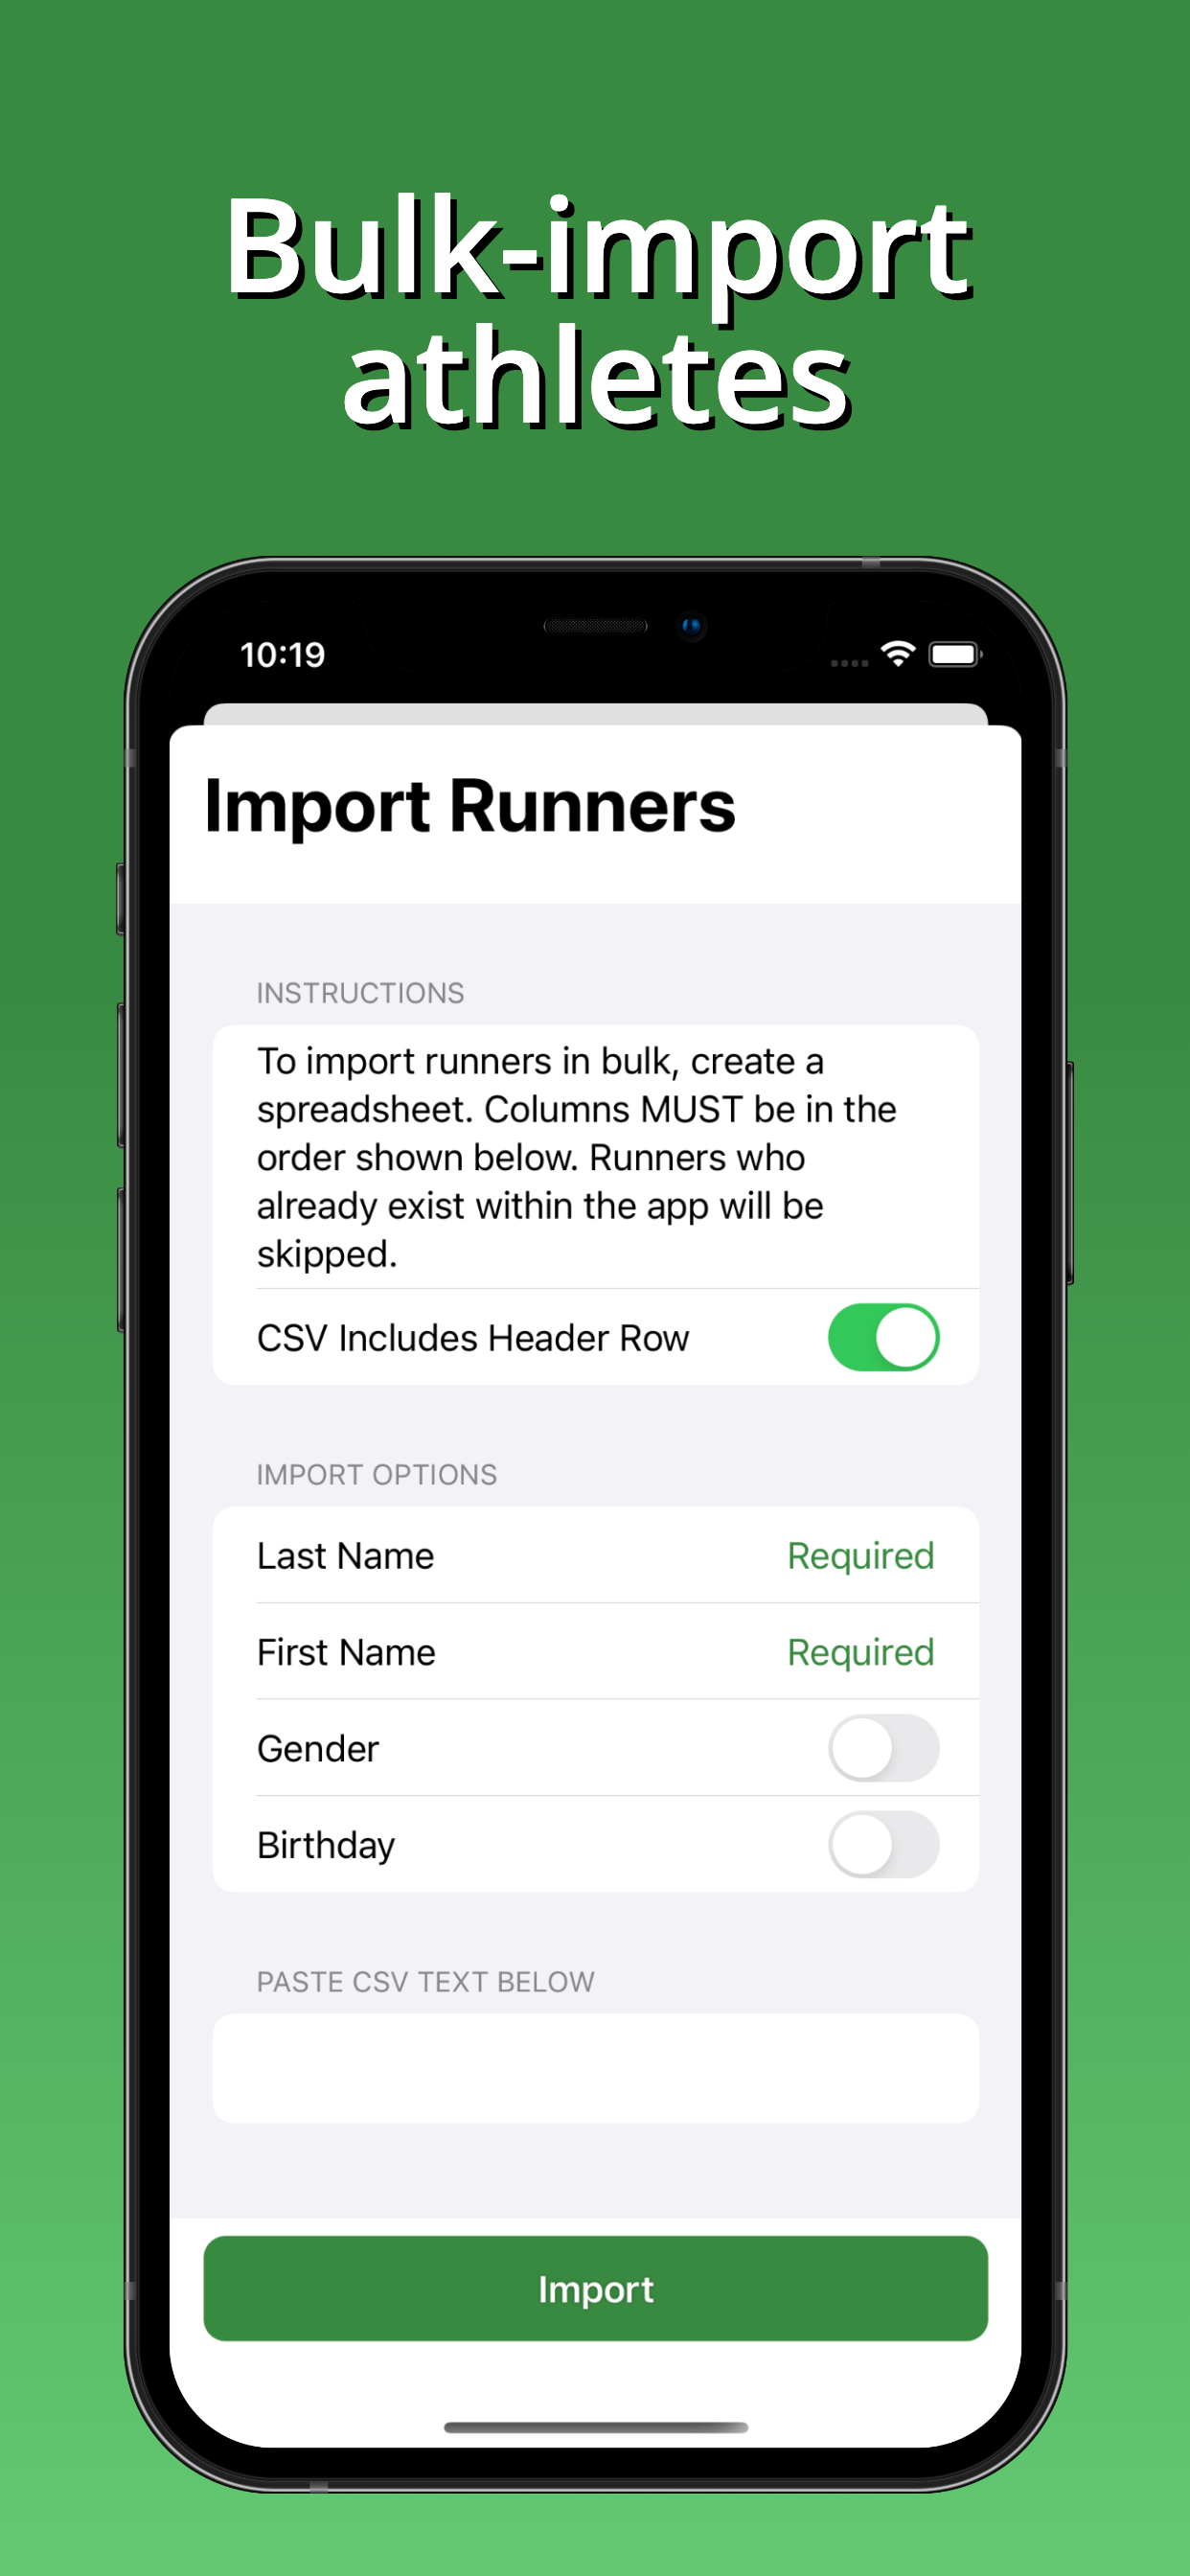 Bulk-import
athletes
10:19
Import Runners
INSTRUCTIONS
To import runners in bulk, create a
spreadsheet. Columns MUST be in the
order shown below. Runners who
already exist within the app will be
skipped.
CSV Includes Header Row
IMPORT OPTIONS
Last Name Required
First Name Required
Gender
Birthday
PASTE CSV TEXT BELOW
Import